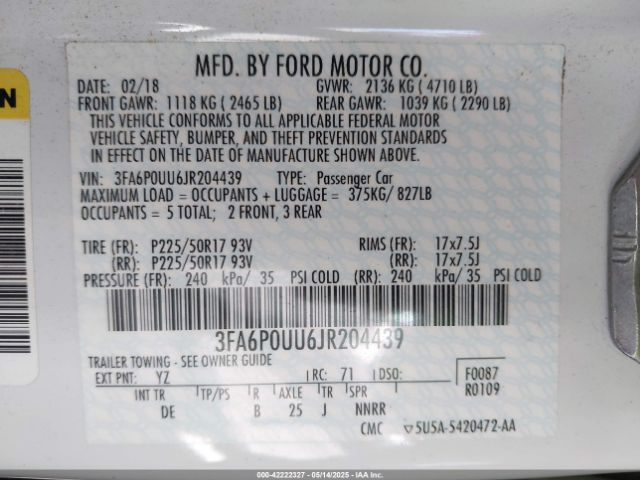 N
MFD. BY FORD MOTOR CO.
DATE: 02/18 GVWR: 2136 KG ( 4710 LB)
FRONT GAWR: 1118 KG ( 2465 LB) REAR GAWR: 1039 KG ( 2290 LB)
THIS VEHICLE CONFORMS TO ALL APPLICABLE FEDERAL MOTOR
VEHICLE SAFETY, BUMPER, AND THEFT PREVENTION STANDARDS
IN EFFECT ON THE DATE OF MANUFACTURE SHOWN ABOVE.
VIN: 3FA6P0UU6JR204439 TYPE: Passenger Car
MAXIMUM LOAD = OCCUPANTS + LUGGAGE = 375KG/ 827LB
OCCUPANTS = 5 TOTAL; 2 FRONT, 3 REAR
TIRE (FR): P225/50R17 93V RIMS (FR): 17x7.5J
(RR): P225/50R17 93V (RR): 17x7.5J
PRESSURE (FR): 240 kPa/ 35 PSI COLD (RR): 240 kPa/ 35 PSI COLD
3FA6P0UU6JR204439
TRAILER TOWING - SEE OWNER GUIDE
EXT PNT: YZ RC: 71 DSO: F0087
INT TR TP/PS R AXLE TR SPR R0109
DE B 25 J NNRR
CMC ▽5U5A-5420472-AA
000-42222327 - 05/14/2025 - IAAI.com